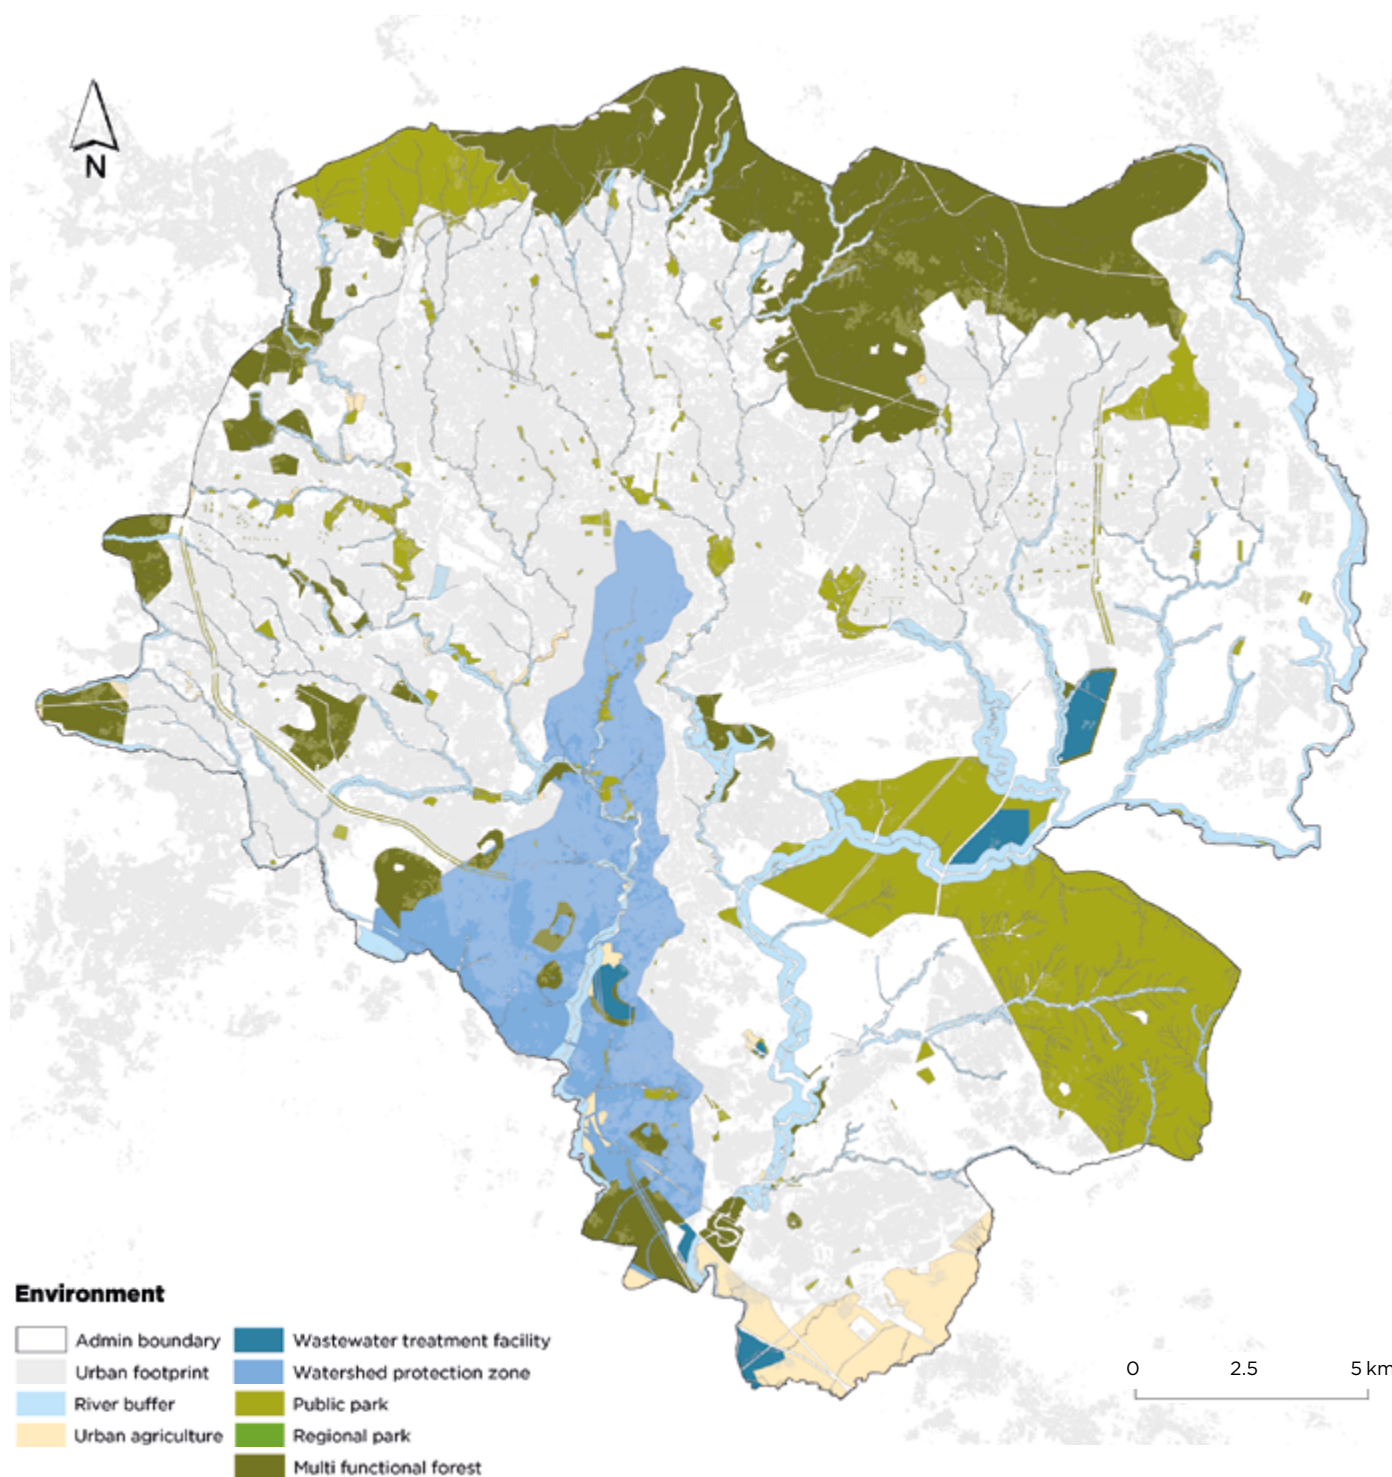 N
Environment
Admin boundary
Urban footprint
River buffer
Urban agriculture
Wastewater treatment facility
Watershed protection zone
Public park
Regional park
Multi functional forest
0 2.5 5 km